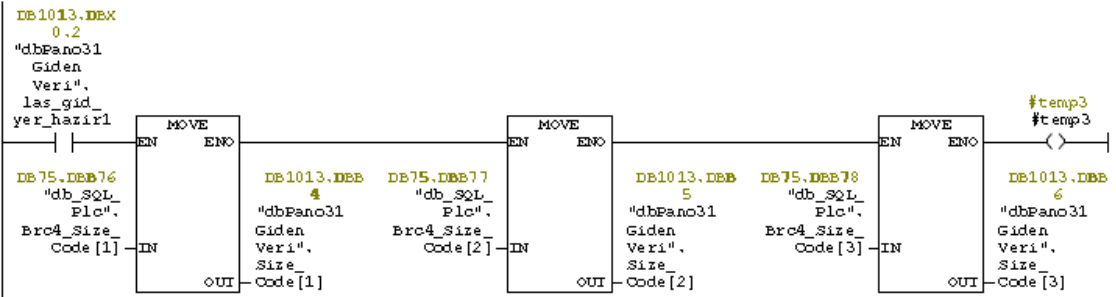 DB1013.DBX
0.2
"dbPano31
Giden
Veri".
las_gid_
yer_hazir1
MOVE
EN ENO
DB75.DBB76
"db_SQL_
Plc".
Brc4_Size_
Code[1]
IN
OUT
DB1013.DBB
4
"dbPano31
Giden
Veri".
Size_
Code[1]
MOVE
EN ENO
DB75.DBB77
"db_SQL_
Plc".
Brc4_Size_
Code[2]
IN
OUT
DB1013.DBB
5
"dbPano31
Giden
Veri".
Size_
Code[2]
MOVE
EN ENO
DB75.DBB78
"db_SQL_
Plc".
Brc4_Size_
Code[3]
IN
OUT
#temp3
#temp3
DB1013.DBB
6
"dbPano31
Giden
Veri".
Size_
Code[3]